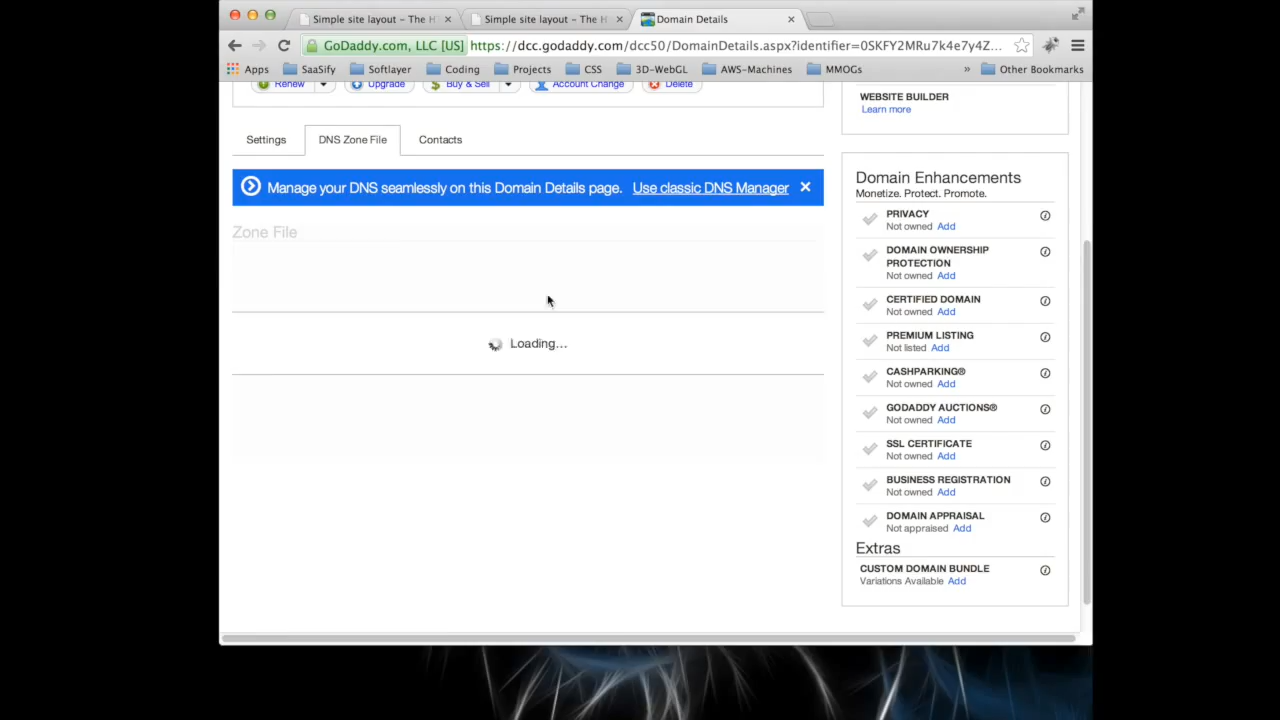 Simple site layout – The H
Simple site layout – The H
Domain Details
GoDaddy.com, LLC [US] https://dcc.godaddy.com/dcc50/DomainDetails.aspx?identifier=0SKFY2MRu7k4e7y4Z...
Apps SaaSify Softlayer Coding Projects CSS 3D-WebGL AWS-Machines MMOGs » Other Bookmarks
Renew Upgrade Buy & Sell Account Change Delete
Settings DNS Zone File Contacts
Manage your DNS seamlessly on this Domain Details page. Use classic DNS Manager
Zone File
Loading...
WEBSITE BUILDER
Learn more
Domain Enhancements
Monetize. Protect. Promote.
PRIVACY
Not owned Add
DOMAIN OWNERSHIP
PROTECTION
Not owned Add
CERTIFIED DOMAIN
Not owned Add
PREMIUM LISTING
Not listed Add
CASHPARKING®
Not owned Add
GODADDY AUCTIONS®
Not owned Add
SSL CERTIFICATE
Not owned Add
BUSINESS REGISTRATION
Not owned Add
DOMAIN APPRAISAL
Not appraised Add
Extras
CUSTOM DOMAIN BUNDLE
Variations Available Add